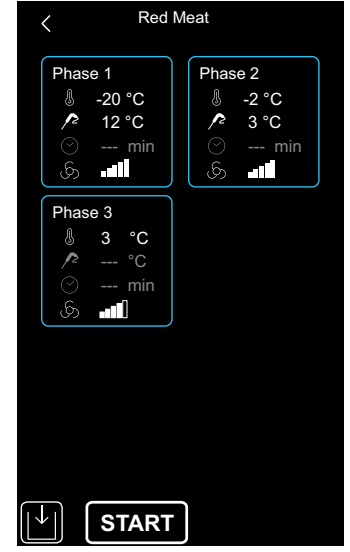 Red Meat
Phase 1
-20 °C
12 °C
--- min
Phase 2
-2 °C
3 °C
--- min
Phase 3
3 °C
--- °C
--- min
START